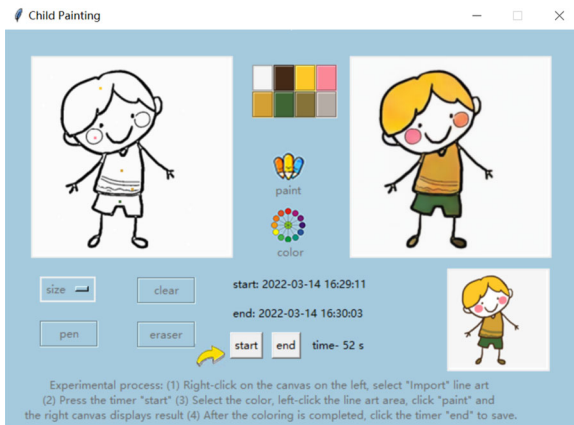 Child Painting
paint
color
size
clear
pen
eraser
start: 2022-03-14 16:29:11
end: 2022-03-14 16:30:03
start
end
time- 52 s
Experimental process: (1) Right-click on the canvas on the left, select "Import" line art
(2) Press the timer "start" (3) Select the color, left-click the line art area, click "paint" and
the right canvas displays result (4) After the coloring is completed, click the timer "end" to save.